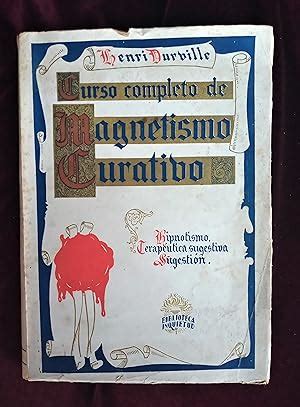 Henri Durville
Curso completo de
Magnetismo
Curativo
Hipnotismo,
Terapéutica sugestiva
Sugestión.
BIBLIOTECA
INQUIETUD